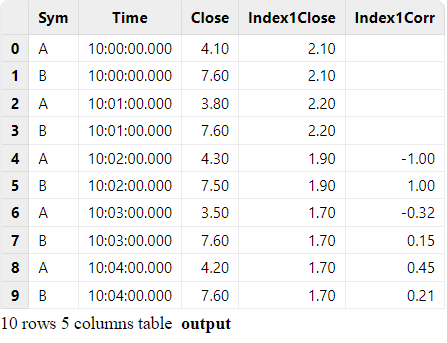 Sym Time Close Index1Close Index1Corr
0 A 10:00:00.000 4.10 2.10
1 B 10:00:00.000 7.60 2.10
2 A 10:01:00.000 3.80 2.20
3 B 10:01:00.000 7.60 2.20
4 A 10:02:00.000 4.30 1.90 -1.00
5 B 10:02:00.000 7.50 1.90 1.00
6 A 10:03:00.000 3.50 1.70 -0.32
7 B 10:03:00.000 7.60 1.70 0.15
8 A 10:04:00.000 4.20 1.70 0.45
9 B 10:04:00.000 7.60 1.70 0.21
10 rows 5 columns table output